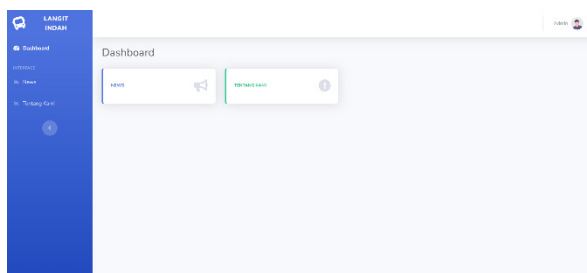 LANGIT
INDAH
Admin
Dashboard
Dashboard
INTERFACE
News
Tentang Kami
NEWS
TENTANG KAMI